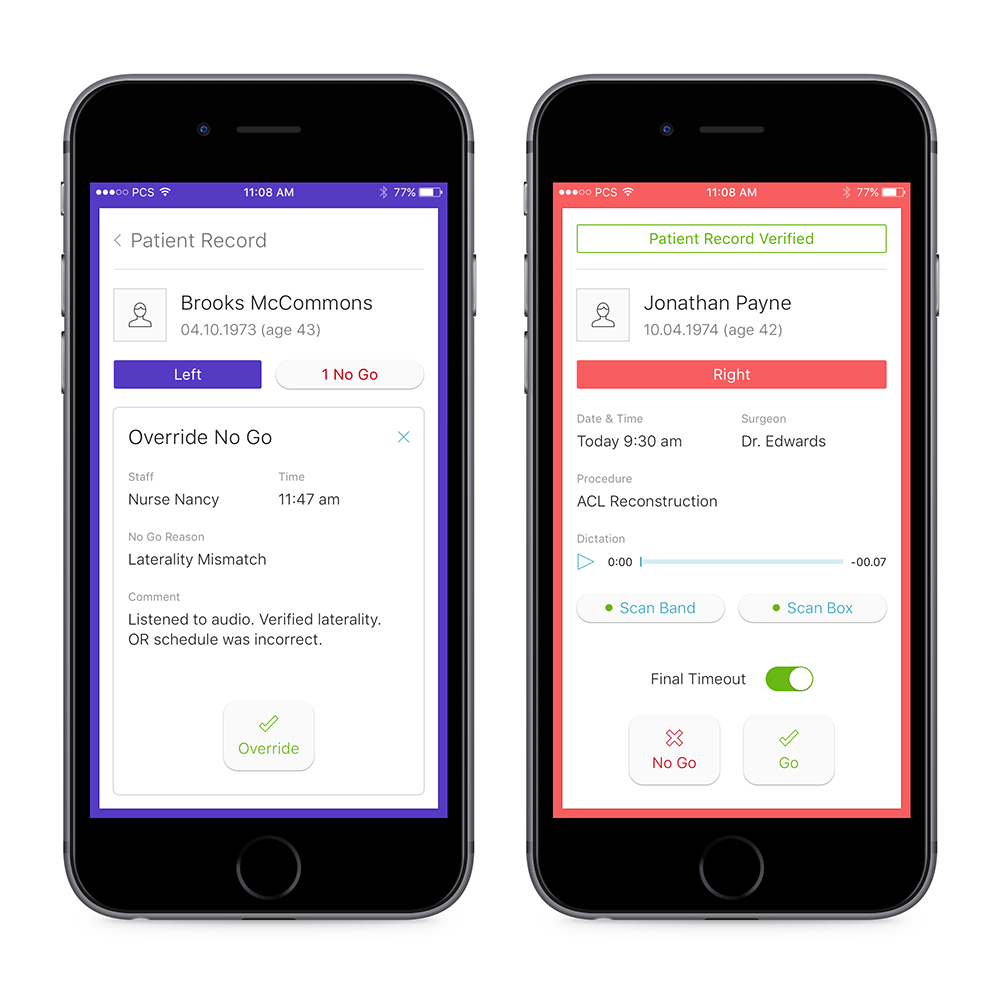 PCS 11:08 AM 77%
Patient Record
Brooks McCommons
04.10.1973 (age 43)
Left 1 No Go
Override No Go
Staff Time
Nurse Nancy 11:47 am
No Go Reason
Laterality Mismatch
Comment
Listened to audio. Verified laterality.
OR schedule was incorrect.
Override
PCS 11:08 AM 77%
Patient Record Verified
Jonathan Payne
10.04.1974 (age 42)
Right
Date & Time Surgeon
Today 9:30 am Dr. Edwards
Procedure
ACL Reconstruction
Dictation
0:00 -00.07
Scan Band Scan Box
Final Timeout
No Go Go